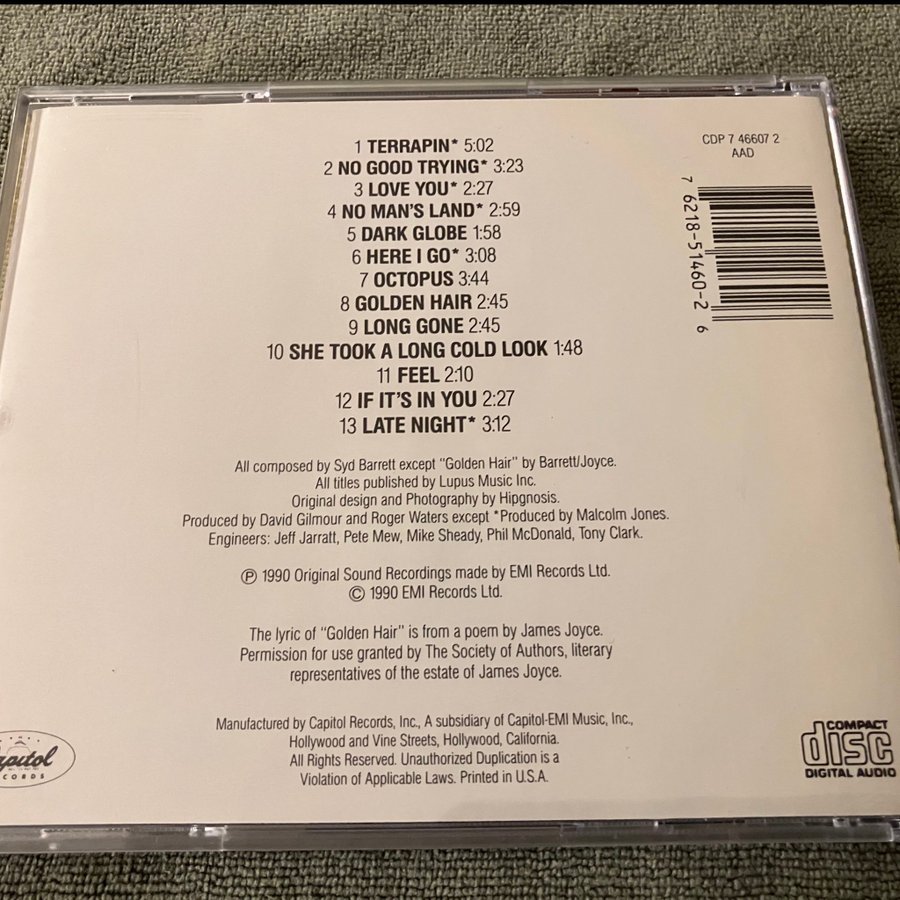 1 TERRAPIN* 5:02
2 NO GOOD TRYING* 3:23
3 LOVE YOU* 2:27
4 NO MAN'S LAND* 2:59
5 DARK GLOBE 1:58
6 HERE I GO* 3:08
7 OCTOPUS 3:44
8 GOLDEN HAIR 2:45
9 LONG GONE 2:45
10 SHE TOOK A LONG COLD LOOK 1:48
11 FEEL 2:10
12 IF IT'S IN YOU 2:27
13 LATE NIGHT* 3:12
CDP 7 46607 2
AAD
7 6218-51460-2 6
All composed by Syd Barrett except "Golden Hair" by Barrett/Joyce.
All titles published by Lupus Music Inc.
Original design and Photography by Hipgnosis.
Produced by David Gilmour and Roger Waters except *Produced by Malcolm Jones.
Engineers: Jeff Jarratt, Pete Mew, Mike Sheady, Phil McDonald, Tony Clark.
℗ 1990 Original Sound Recordings made by EMI Records Ltd.
© 1990 EMI Records Ltd.
The lyric of "Golden Hair" is from a poem by James Joyce.
Permission for use granted by The Society of Authors, literary
representatives of the estate of James Joyce.
Manufactured by Capitol Records, Inc., A subsidiary of Capitol-EMI Music, Inc.,
Hollywood and Vine Streets, Hollywood, California.
All Rights Reserved. Unauthorized Duplication is a
Violation of Applicable Laws. Printed in U.S.A.
Capitol
RECORDS
COMPACT
disc
DIGITAL AUDIO